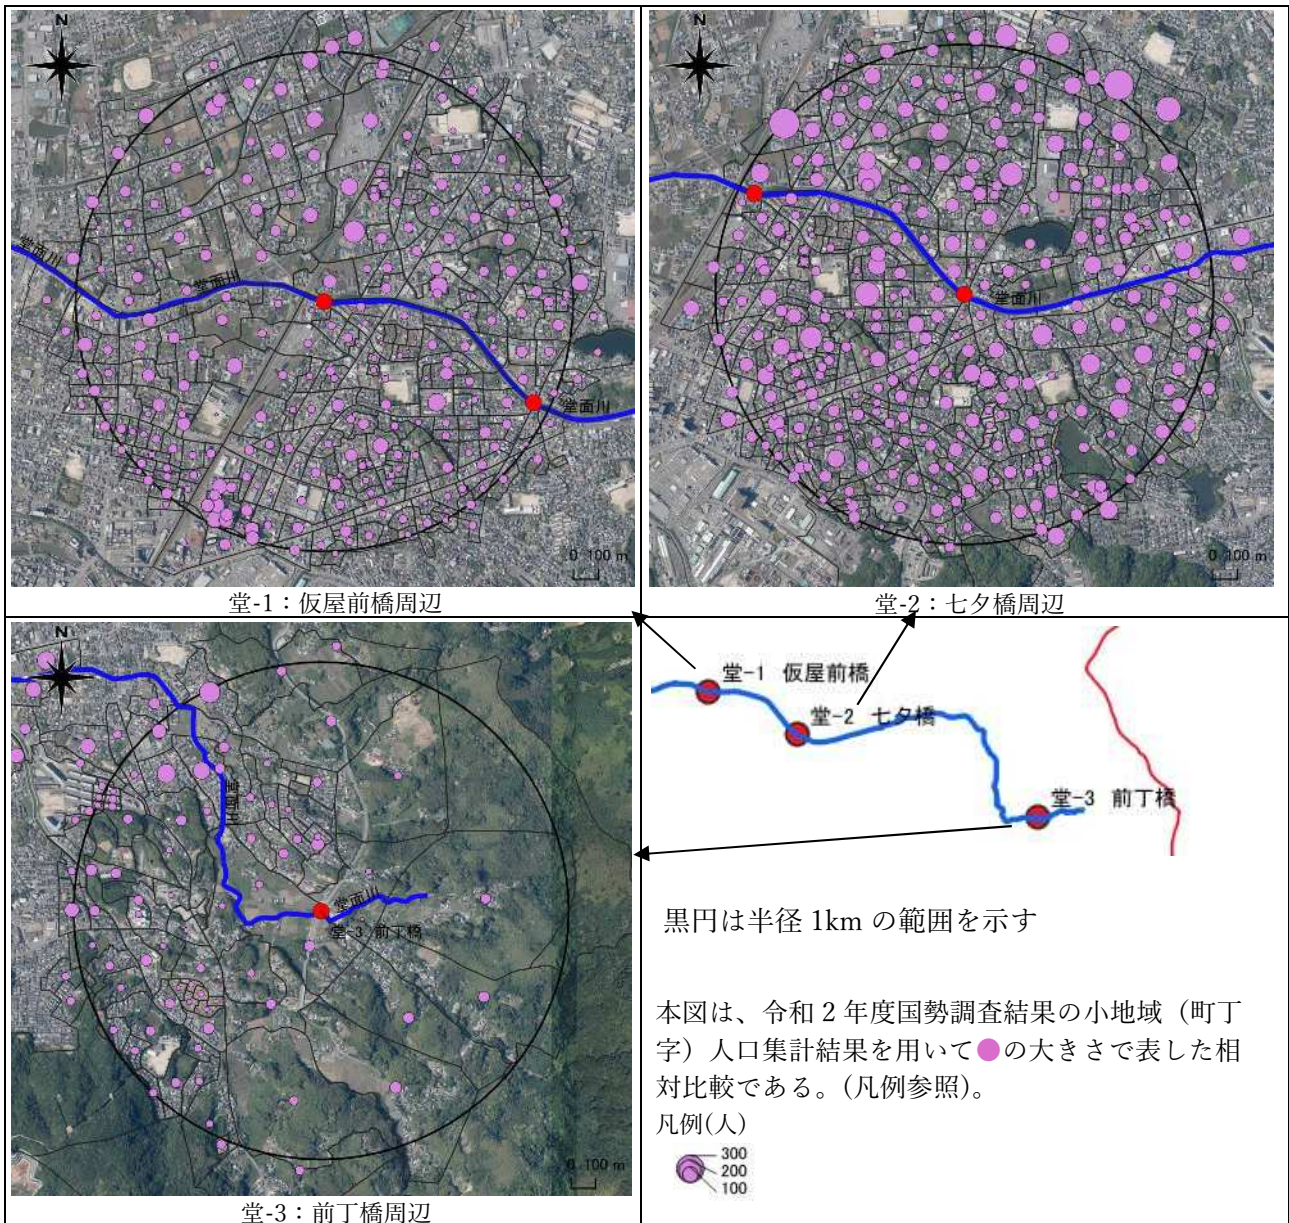 N
堂面川
堂面川
堂面川
0 100 m
堂-1：仮屋前橋周辺
N
堂面川
0 100 m
堂-2：七夕橋周辺
N
堂面川
堂面川
堂-3 前丁橋
0 100 m
堂-3：前丁橋周辺
堂-1 仮屋前橋
堂-2 七夕橋
堂-3 前丁橋
黒円は半径 1km の範囲を示す
本図は、令和 2 年度国勢調査結果の小地域（町丁
字）人口集計結果を用いて●の大きさで表した相
対比較である。(凡例参照)。
凡例(人)
300
200
100